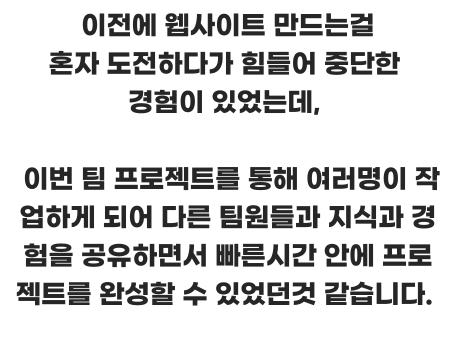 이전에 웹사이트 만드는걸
혼자 도전하다가 힘들어 중단한
경험이 있었는데,
이번 팀 프로젝트를 통해 여러명이 작
업하게 되어 다른 팀원들과 지식과 경
험을 공유하면서 빠른시간 안에 프로
젝트를 완성할 수 있었던것 같습니다.